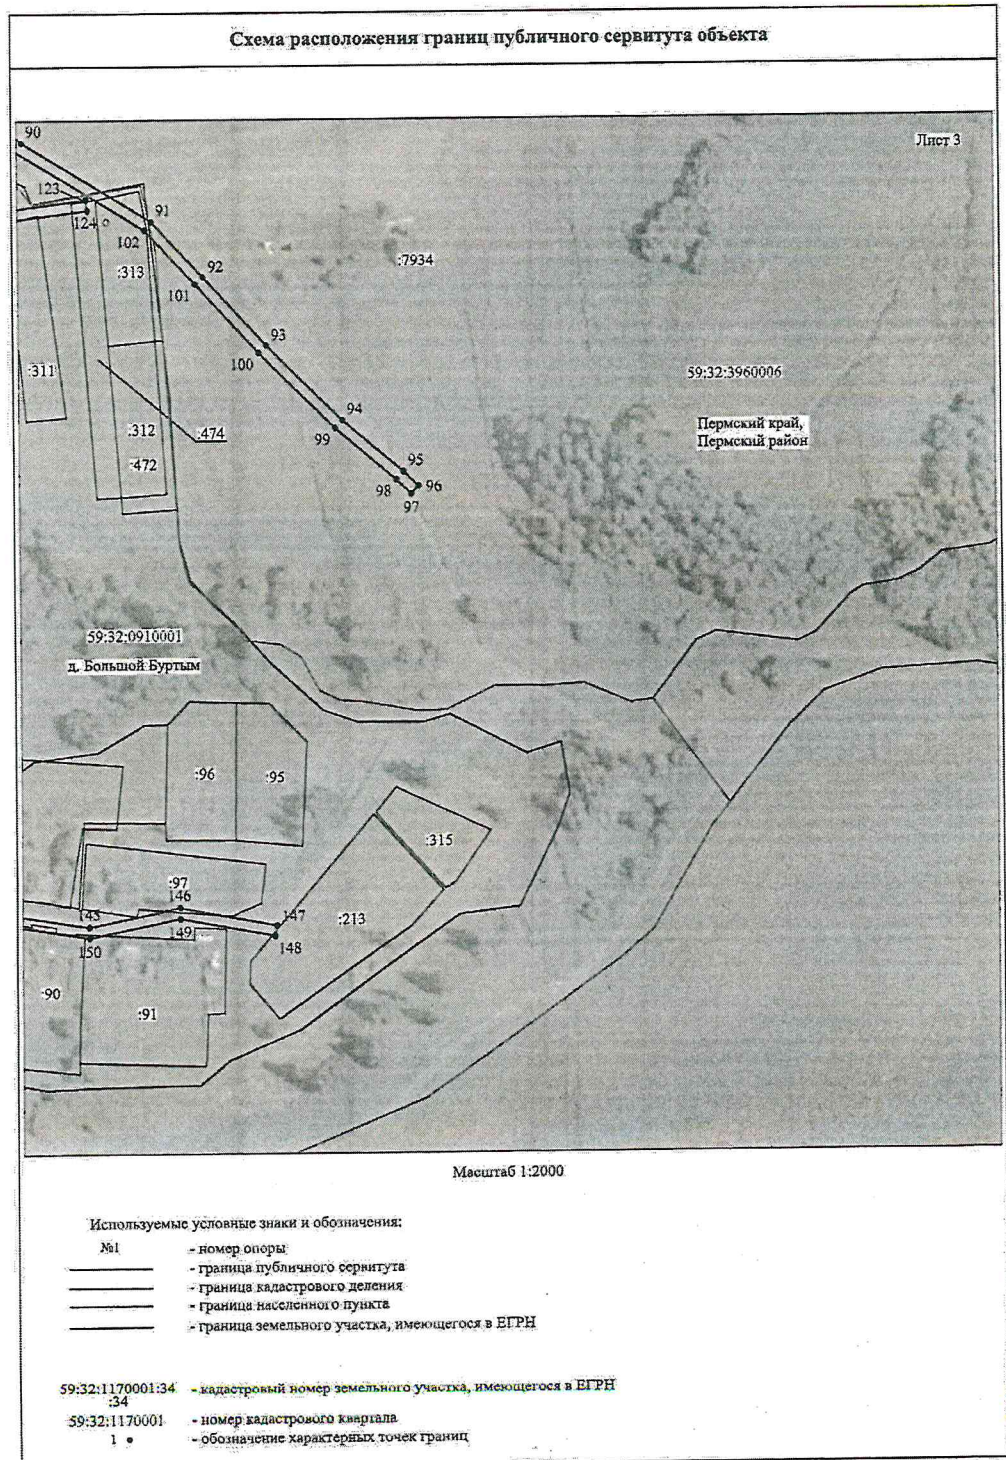 Схема расположения границ публичного сервитута объекта
Лист 3
90
123
124
91
102
:313
92
101
:7934
93
100
:311
59:32:3960006
94
99
:312
:474
Пермский край,
Пермский район
:472
95
98
96
97
59:32:0910001
д. Большой Буртым
:96
:95
:315
:97
146
145
147
:213
149
148
150
:90
:91
Масштаб 1:2000
Используемые условные знаки и обозначения:
№1 - номер опоры
- граница публичного сервитута
- граница кадастрового деления
- граница населенного пункта
- граница земельного участка, имеющегося в ЕГРН
59:32:1170001:34 - кадастровый номер земельного участка, имеющегося в ЕГРН
:34
59:32:1170001 - номер кадастрового квартала
1 - обозначение характерных точек границ